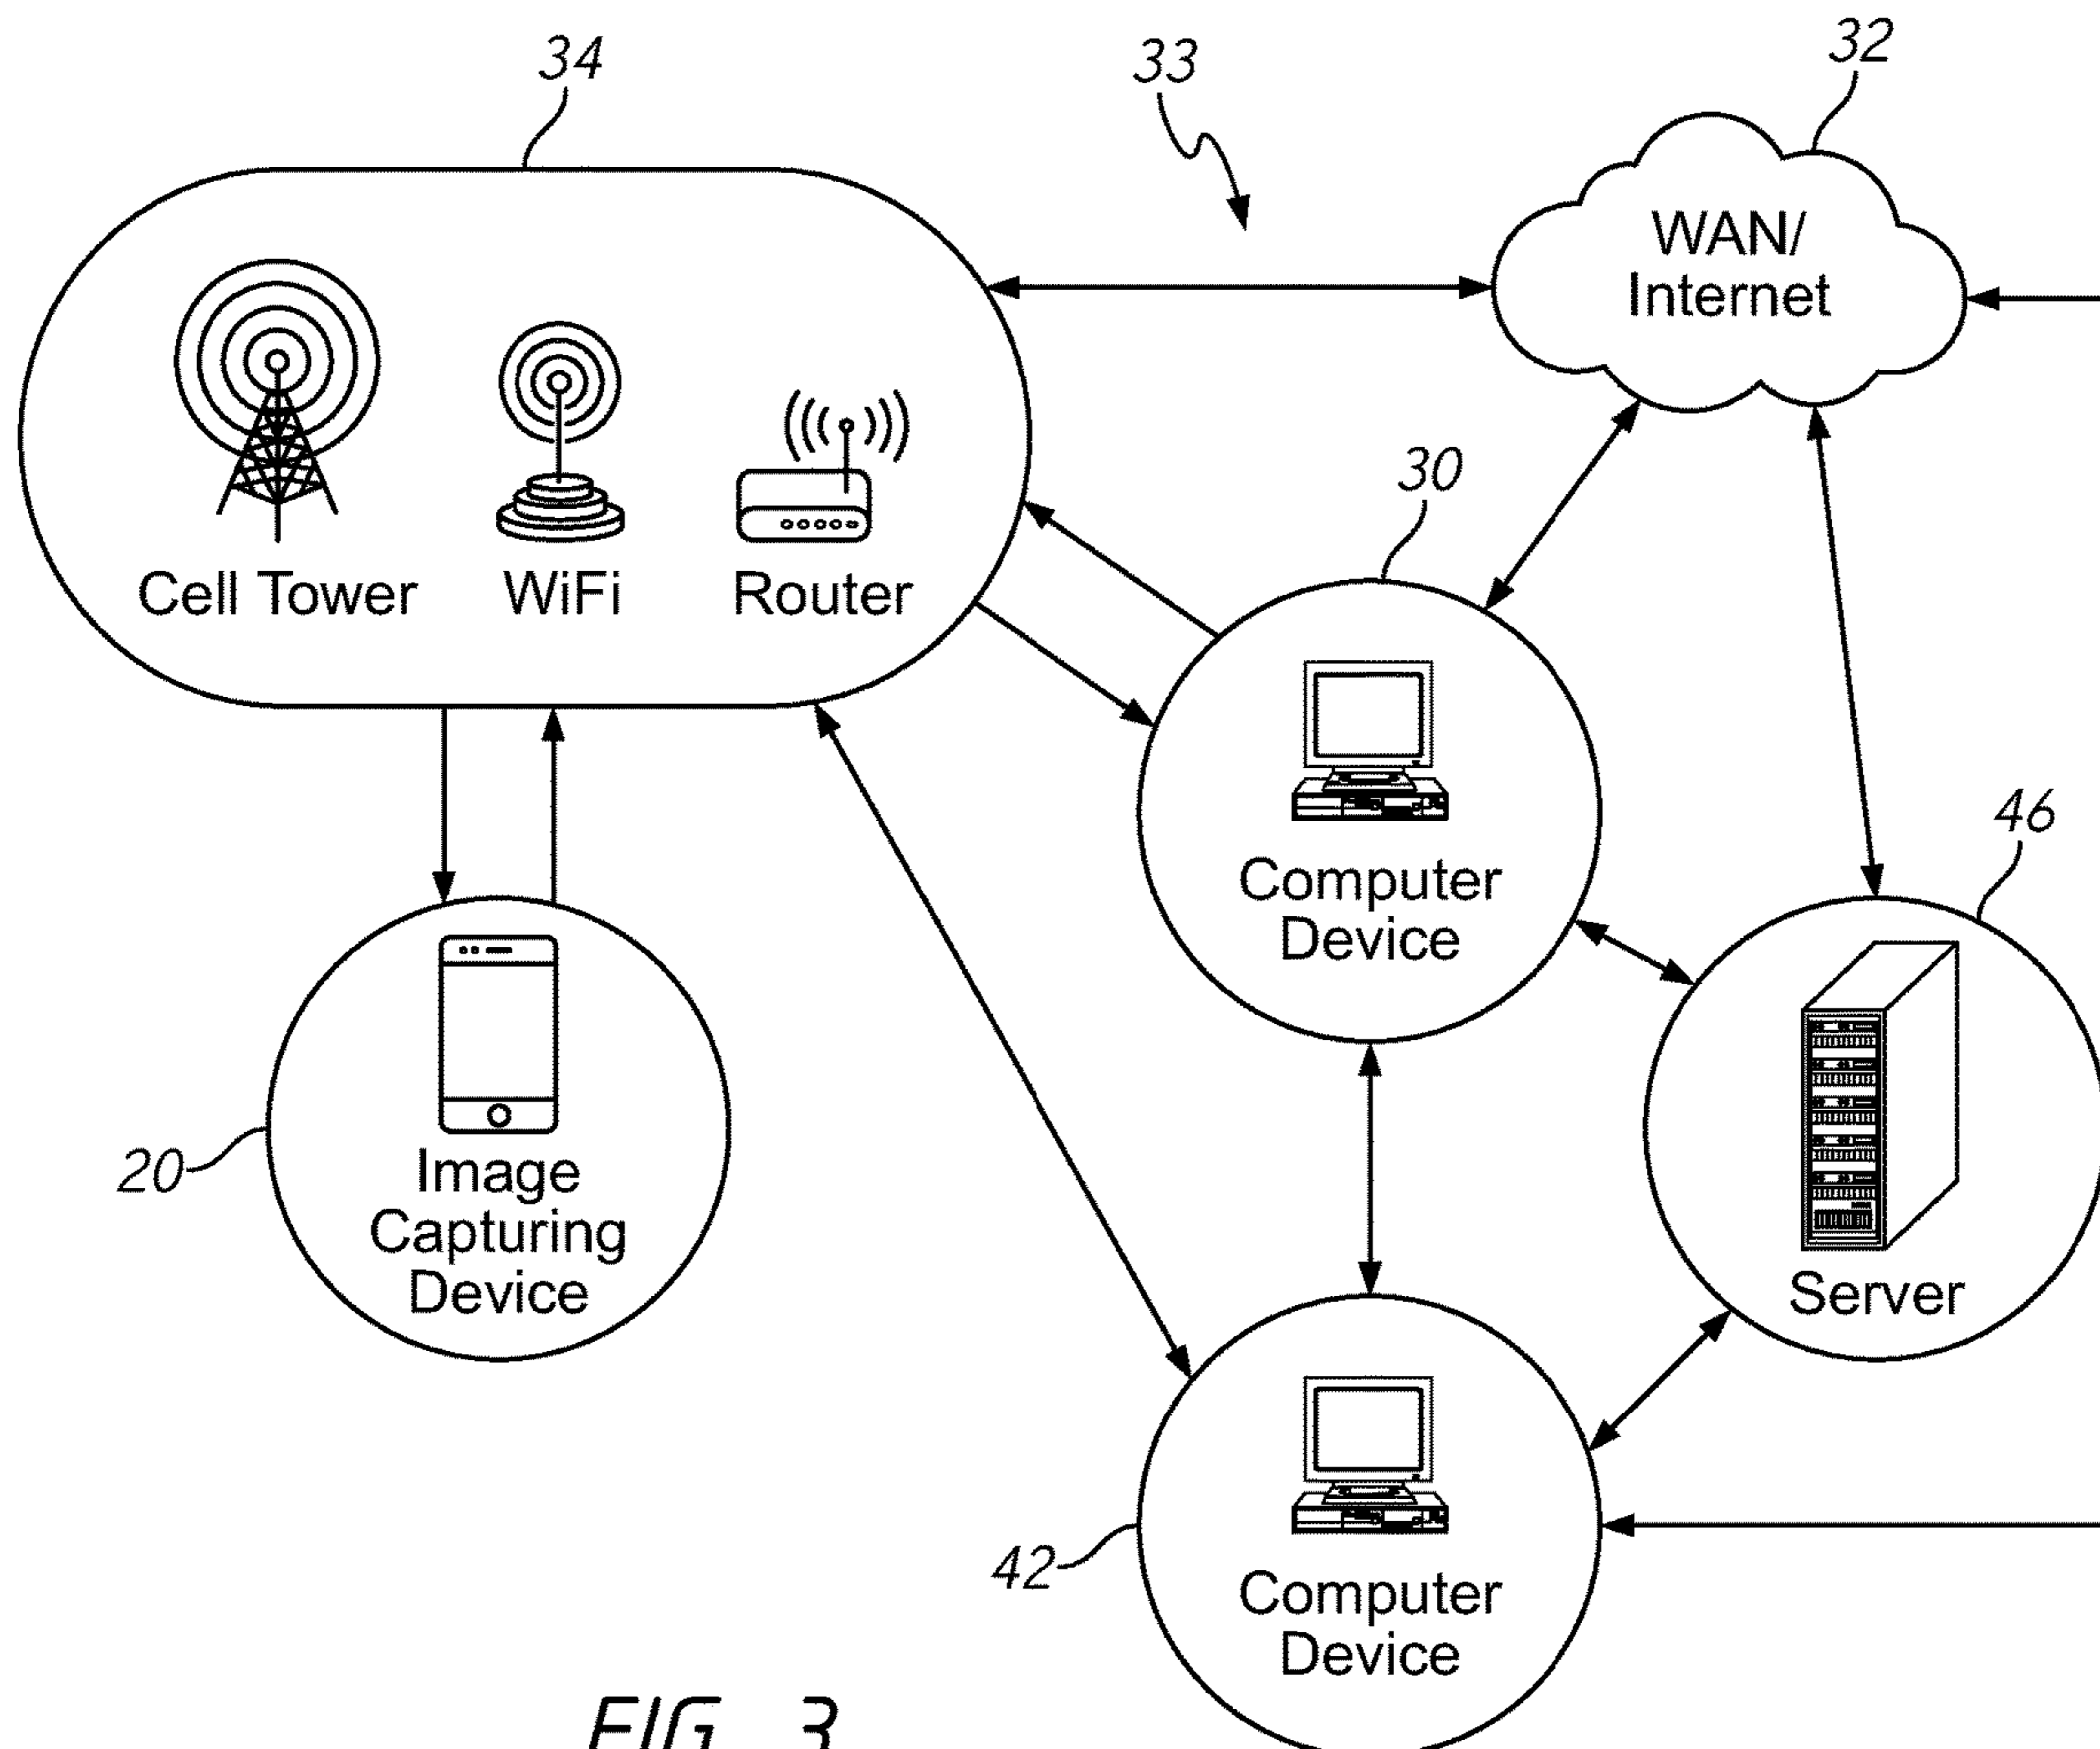 34
33
32
WAN/
Internet
30
Cell Tower
WiFi
Router
Computer
Device
46
20
Image
Capturing
Device
Server
42
Computer
Device
FIG. 3